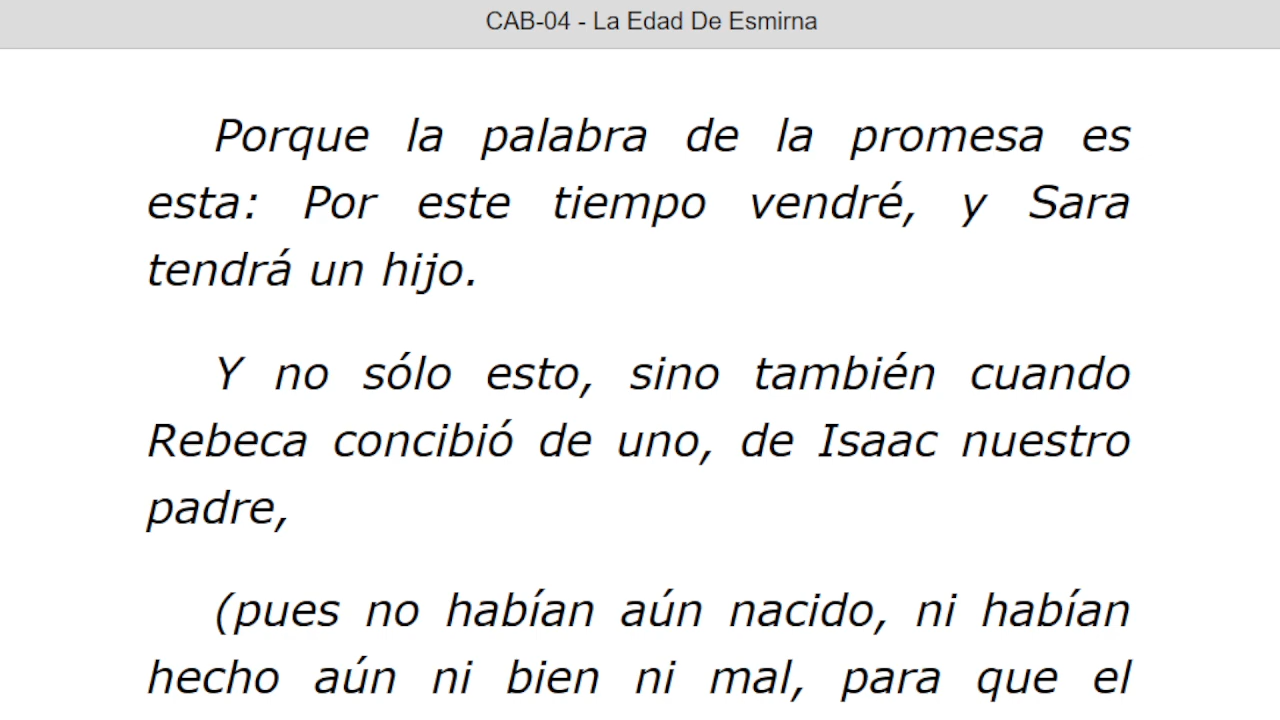 CAB-04 - La Edad De Esmirna
Porque la palabra de la promesa es
esta: Por este tiempo vendré, y Sara
tendrá un hijo.
Y no sólo esto, sino también cuando
Rebeca concibió de uno, de Isaac nuestro
padre,
(pues no habían aún nacido, ni habían
hecho aún ni bien ni mal, para que el